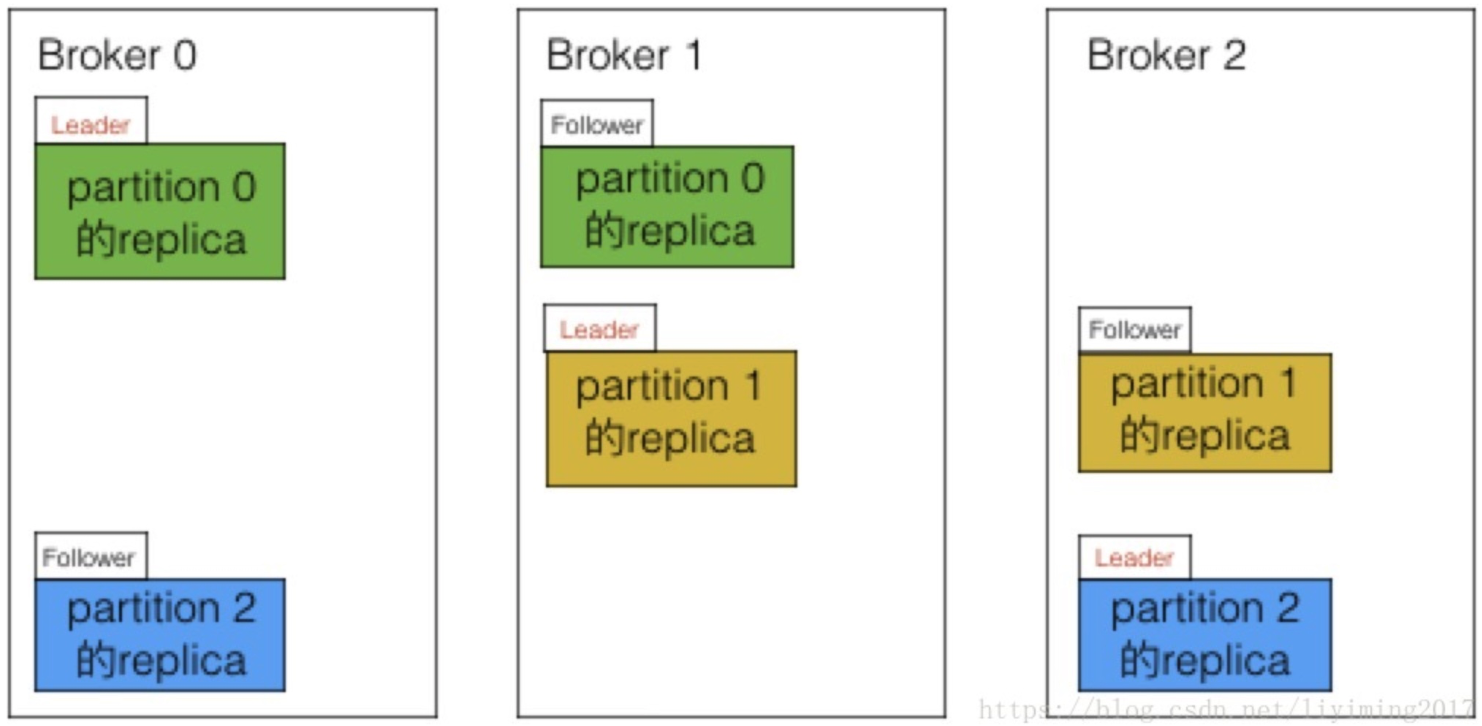 Broker 0
Leader
partition 0
的replica
Follower
partition 2
的replica
Broker 1
Follower
partition 0
的replica
Leader
partition 1
的replica
Broker 2
Follower
partition 1
的replica
Leader
partition 2
的replica
https://blog.csdn.net/liyiming2017